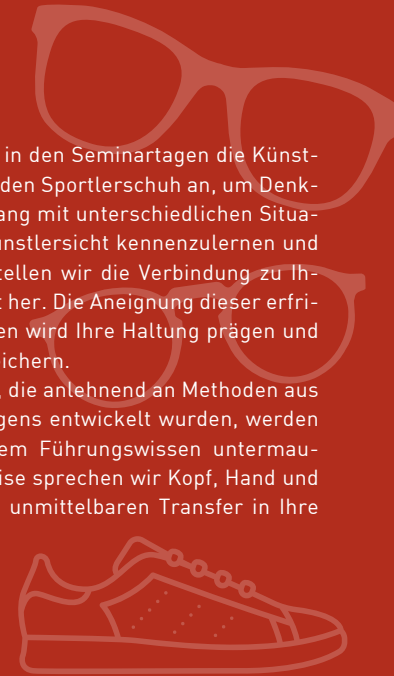 in den Seminartagen die Künst-
den Sportlerschuh an, um Denk-
ang mit unterschiedlichen Situa-
nstlersicht kennenzulernen und
tellen wir die Verbindung zu Ih-
t her. Die Aneignung dieser erfri-
en wird Ihre Haltung prägen und
eichern.
, die anlehnend an Methoden aus
gens entwickelt wurden, werden
em Führungswissen untermau-
ise sprechen wir Kopf, Hand und
unmittelbaren Transfer in Ihre